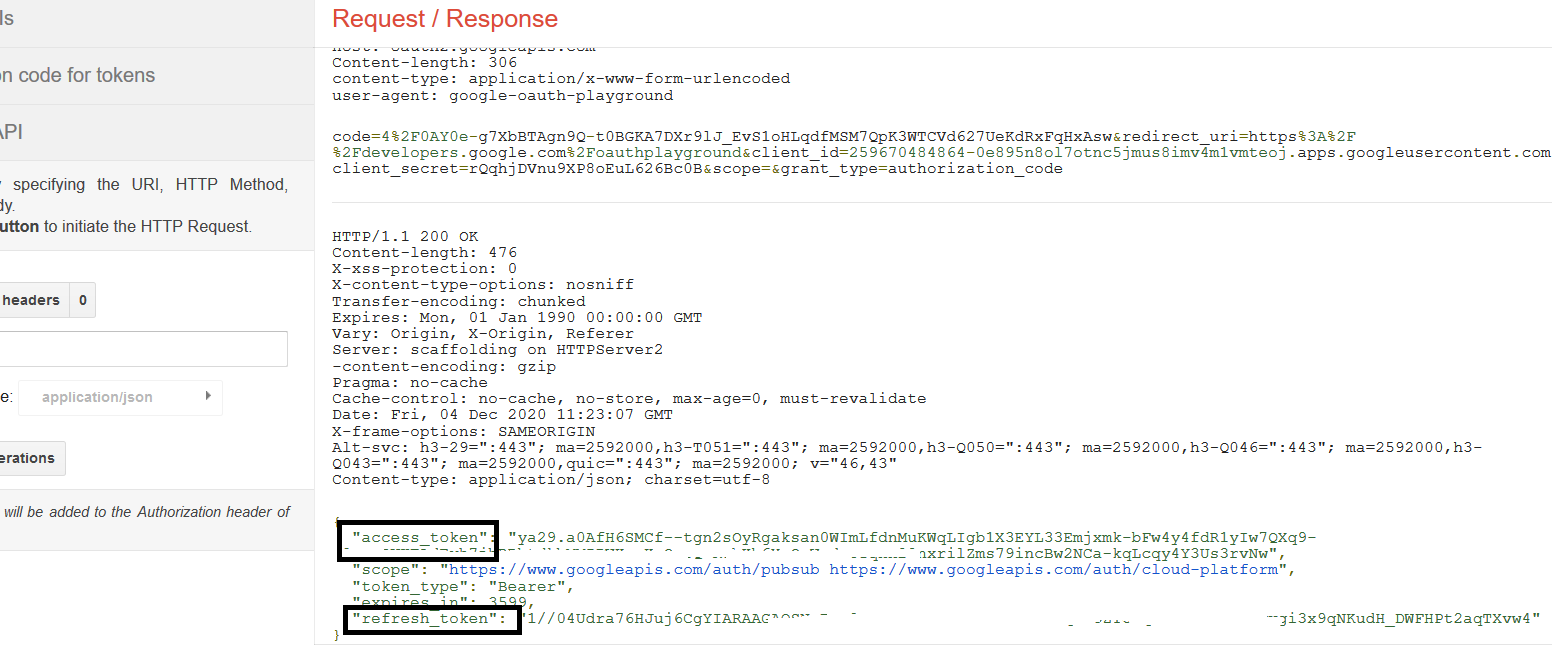 ls
on code for tokens
API
specifying the URI, HTTP Method,
dy.
utton to initiate the HTTP Request.
headers 0
e: application/json
erations
will be added to the Authorization header of
Request / Response
Content-length: 306
content-type: application/x-www-form-urlencoded
user-agent: google-oauth-playground
code=4%2F0AY0e-g7XbBTAgn9Q-t0BGKA7DXr9lJ_EvS1oHLqdfMSM7QpK3WTCVd627UeKdRxFqHxAsw&redirect_uri=https%3A%2F
%2Fdevelopers.google.com%2Foauthplayground&client_id=259670484864-0e895n8ol7otnc5jmus8imv4m1vmteoj.apps.googleusercontent.com
client_secret=rQqhjDVnu9XP8oEuL626Bc0B&scope=&grant_type=authorization_code
HTTP/1.1 200 OK
Content-length: 476
X-xss-protection: 0
X-content-type-options: nosniff
Transfer-encoding: chunked
Expires: Mon, 01 Jan 1990 00:00:00 GMT
Vary: Origin, X-Origin, Referer
Server: scaffolding on HTTPServer2
-content-encoding: gzip
Pragma: no-cache
Cache-control: no-cache, no-store, max-age=0, must-revalidate
Date: Fri, 04 Dec 2020 11:23:07 GMT
X-frame-options: SAMEORIGIN
Alt-svc: h3-29=":443"; ma=2592000,h3-T051=":443"; ma=2592000,h3-Q050=":443"; ma=2592000,h3-Q046=":443"; ma=2592000,h3-
Q043=":443"; ma=2592000,quic=":443"; ma=2592000; v="46,43"
Content-type: application/json; charset=utf-8
{
"access_token": "ya29.a0AfH6SMCf--tgn2sOyRgaksan0WImLfdnMuKWqLIgb1X3EYL33Emjxmk-bFw4y4fdR1yIw7QXq9-
nxrilZms79incBw2NCa-kqLcqy4Y3Us3rvNw",
"scope": "https://www.googleapis.com/auth/pubsub https://www.googleapis.com/auth/cloud-platform",
"token_type": "Bearer",
"expires_in": 3599,
"refresh_token": "1//04Udra76HJuj6CgYIARAAG gi3x9qNKudH_DWFHPt2aqTXvw4"
}